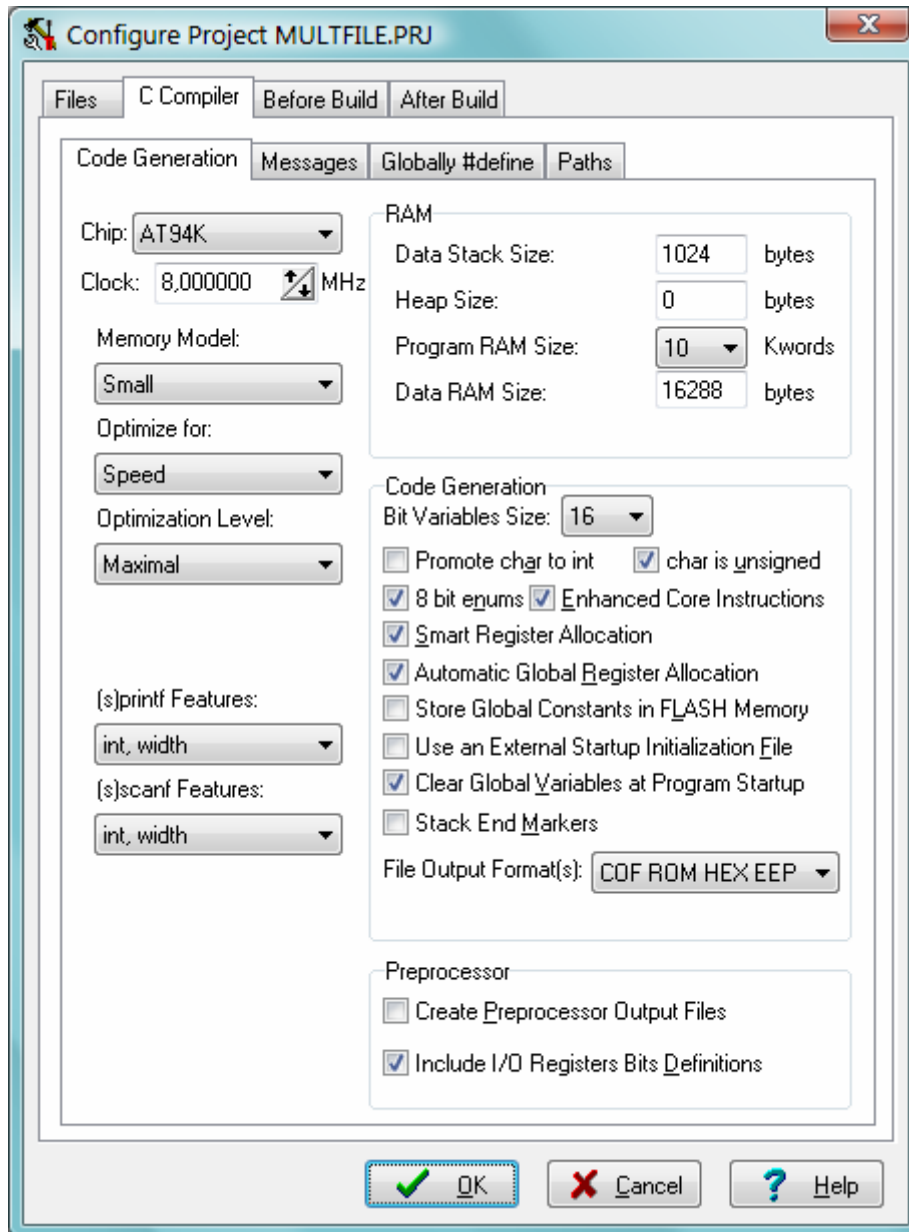 Configure Project MULTFILE.PRJ
Files C Compiler Before Build After Build
Code Generation Messages Globally #define Paths
Chip: AT94K
Clock: 8,000000 MHz
Memory Model:
Small
Optimize for:
Speed
Optimization Level:
Maximal
(s)printf Features:
int, width
(s)scanf Features:
int, width
RAM
Data Stack Size: 1024 bytes
Heap Size: 0 bytes
Program RAM Size: 10 Kwords
Data RAM Size: 16288 bytes
Code Generation
Bit Variables Size: 16
Promote char to int char is unsigned
8 bit enums Enhanced Core Instructions
Smart Register Allocation
Automatic Global Register Allocation
Store Global Constants in FLASH Memory
Use an External Startup Initialization File
Clear Global Variables at Program Startup
Stack End Markers
File Output Format(s): COF ROM HEX EEP
Preprocessor
Create Preprocessor Output Files
Include I/O Registers Bits Definitions
OK Cancel Help